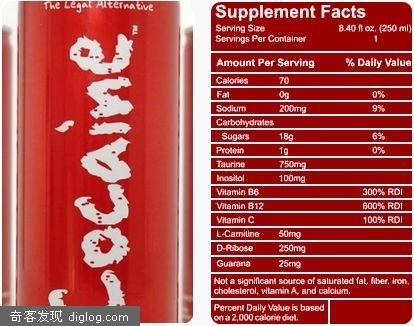 The Legal Alternative
Cocaine™
Supplement Facts
Serving Size 8.40 fl oz. (250 ml)
Servings Per Container 1
Amount Per Serving % Daily Value
Calories 70
Fat 0g 0%
Sodium 200mg 9%
Carbohydrates
Sugars 18g 6%
Protein 1g 0%
Taurine 750mg
Inositol 100mg
Vitamin B6 300% RDI
Vitamin B12 600% RDI
Vitamin C 100% RDI
L-Carnitine 50mg
D-Ribose 250mg
Guarana 25mg
Not a significant source of saturated fat, fiber, iron,
cholesterol, vitamin A, and calcium.
Percent Daily Value is based
on a 2,000 calorie diet.
奇客发现 diglog.com